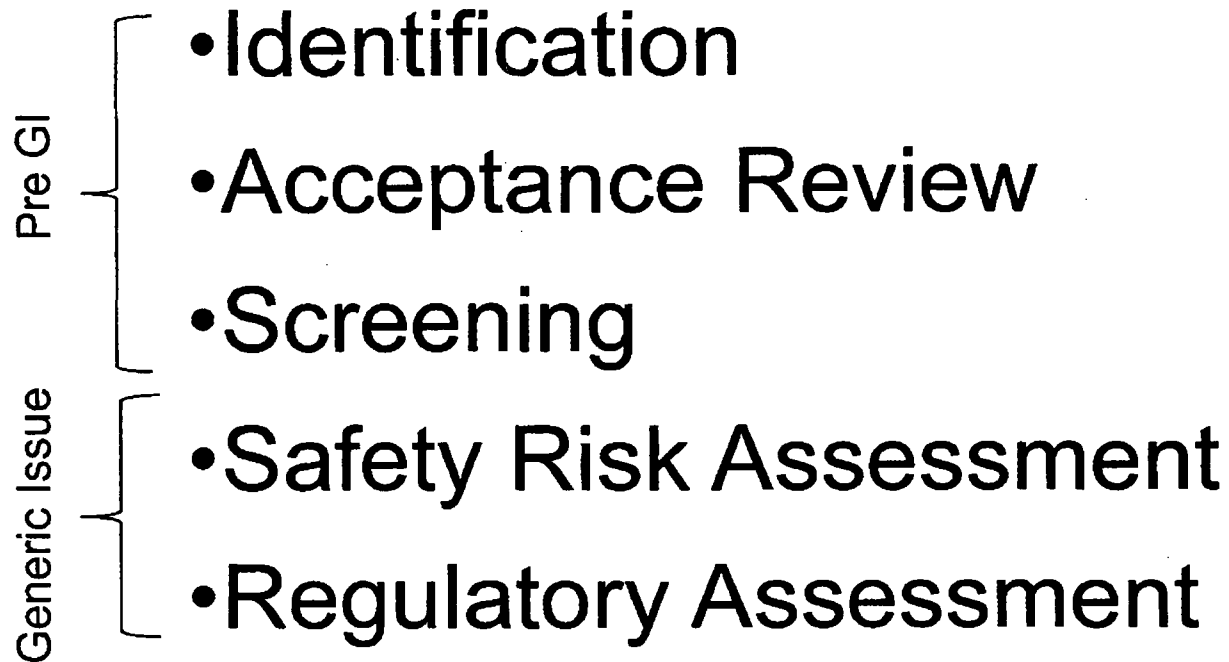 Pre GI
•Identification
•Acceptance Review
•Screening
Generic Issue
•Safety Risk Assessment
•Regulatory Assessment